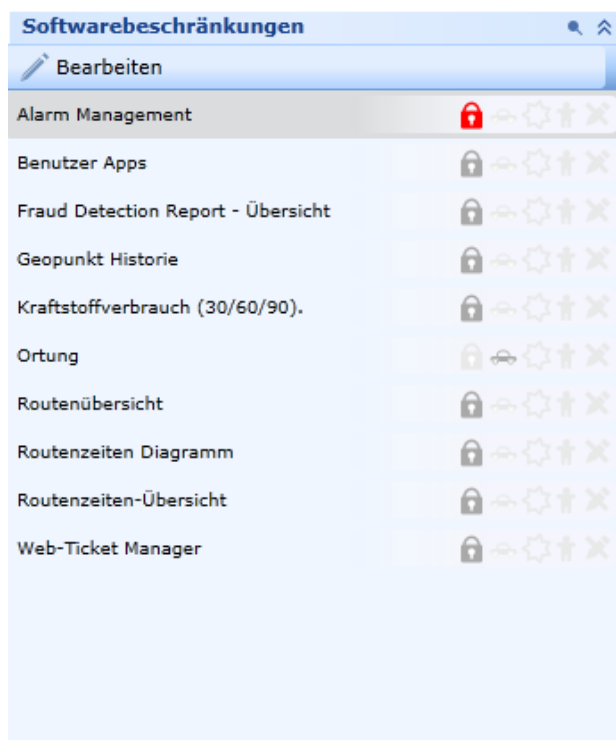 Softwarebeschränkungen
Bearbeiten
Alarm Management
Benutzer Apps
Fraud Detection Report - Übersicht
Geopunkt Historie
Kraftstoffverbrauch (30/60/90).
Ortung
Routenübersicht
Routenzeiten Diagramm
Routenzeiten-Übersicht
Web-Ticket Manager